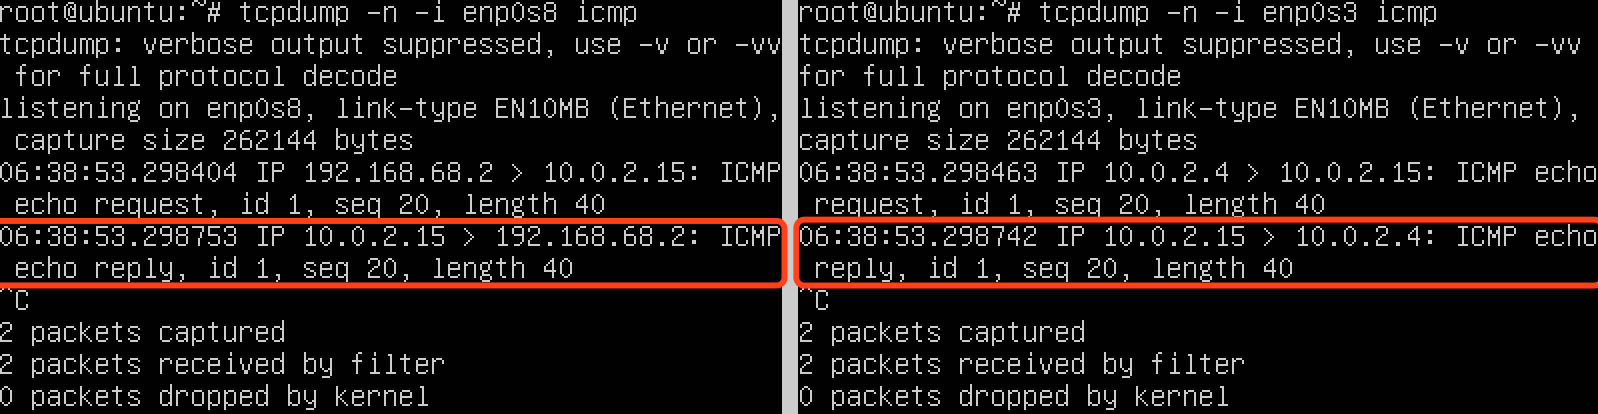 root@ubuntu:~# tcpdump -n -i enp0s8 icmp
tcpdump: verbose output suppressed, use -v or -vv
 for full protocol decode
listening on enp0s8, link-type EN10MB (Ethernet),
 capture size 262144 bytes
06:38:53.298404 IP 192.168.68.2 > 10.0.2.15: ICMP
 echo request, id 1, seq 20, length 40
06:38:53.298753 IP 10.0.2.15 > 192.168.68.2: ICMP
 echo reply, id 1, seq 20, length 40
^C
2 packets captured
2 packets received by filter
0 packets dropped by kernel
root@ubuntu:~# tcpdump -n -i enp0s3 icmp
tcpdump: verbose output suppressed, use -v or -vv
for full protocol decode
listening on enp0s3, link-type EN10MB (Ethernet),
capture size 262144 bytes
06:38:53.298463 IP 10.0.2.4 > 10.0.2.15: ICMP echo
 request, id 1, seq 20, length 40
06:38:53.298742 IP 10.0.2.15 > 10.0.2.4: ICMP echo
 reply, id 1, seq 20, length 40
^C
2 packets captured
2 packets received by filter
0 packets dropped by kernel